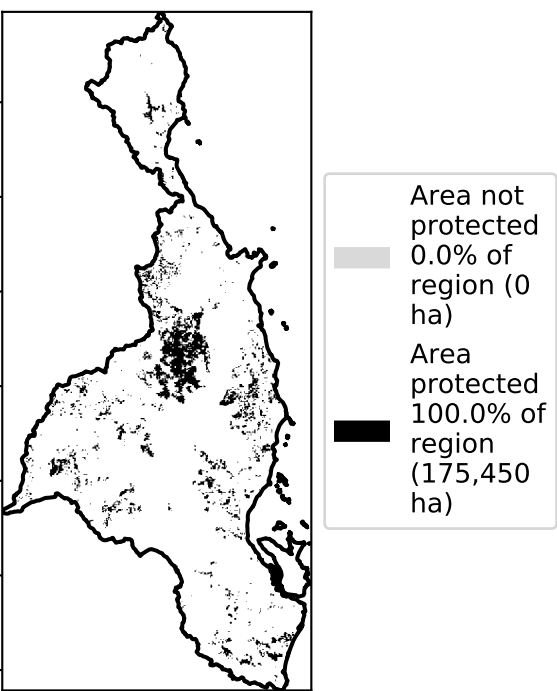 Area not
protected
0.0% of
region (0
ha)
Area
protected
100.0% of
region
(175,450
ha)